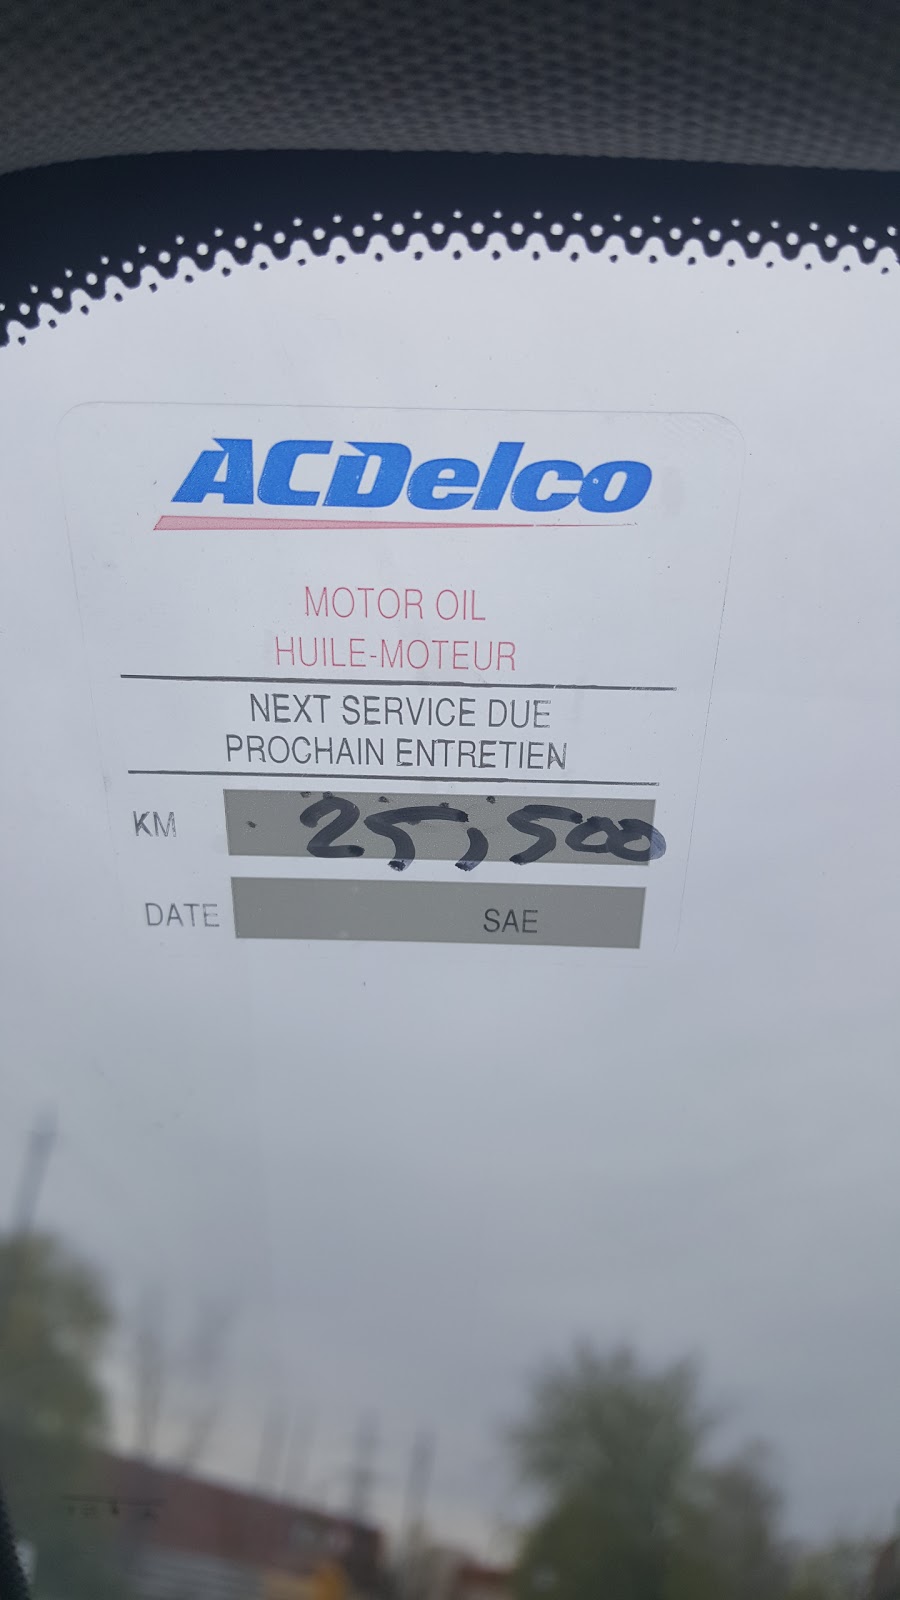 ACDelco
MOTOR OIL
HUILE-MOTEUR
NEXT SERVICE DUE
PROCHAIN ENTRETIEN
KM 25,500
DATE SAE